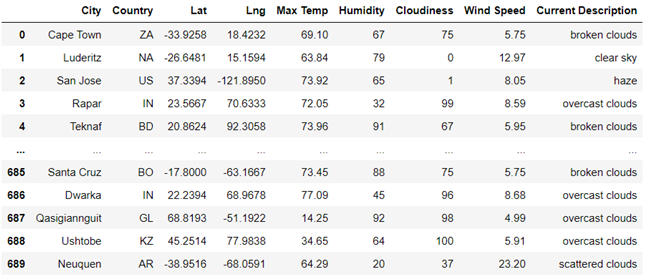 City Country Lat Lng Max Temp Humidity Cloudiness Wind Speed Current Description
0 Cape Town ZA -33.9258 18.4232 69.10 67 75 5.75 broken clouds
1 Luderitz NA -26.6481 15.1594 63.84 79 0 12.97 clear sky
2 San Jose US 37.3394 -121.8950 73.92 65 1 8.05 haze
3 Rapar IN 23.5667 70.6333 72.05 32 99 8.59 overcast clouds
4 Teknaf BD 20.8624 92.3058 73.96 91 67 5.95 broken clouds
... ... ... ... ... ... ... ... ... ...
685 Santa Cruz BO -17.8000 -63.1667 73.45 88 75 5.75 broken clouds
686 Dwarka IN 22.2394 68.9678 77.09 45 96 8.68 overcast clouds
687 Qasigiannguit GL 68.8193 -51.1922 14.25 92 98 4.99 overcast clouds
688 Ushtobe KZ 45.2514 77.9838 34.65 64 100 5.91 overcast clouds
689 Neuquen AR -38.9516 -68.0591 64.29 20 37 23.20 scattered clouds